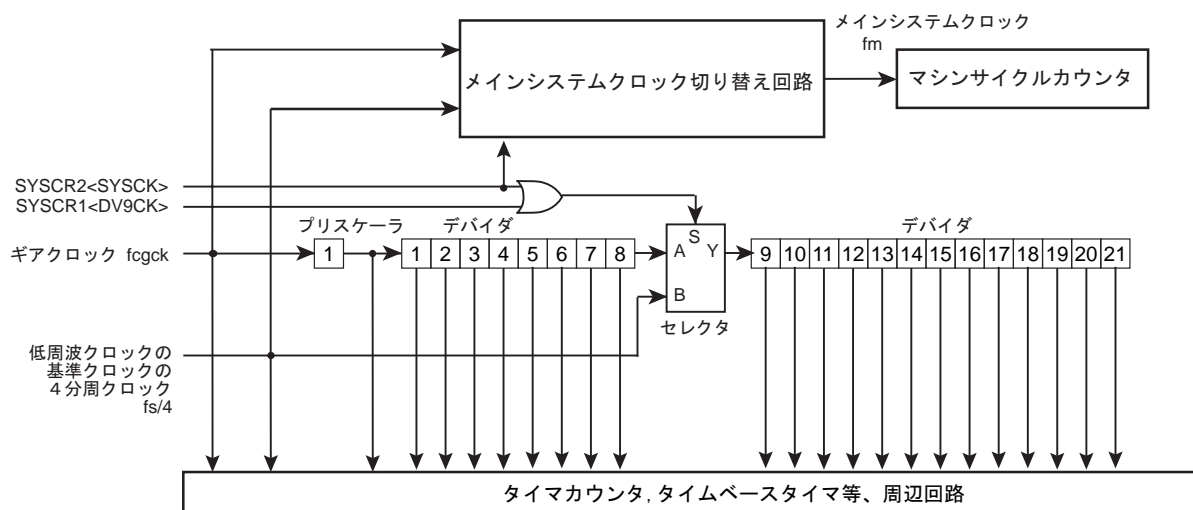 メインシステムクロック
fm
メインシステムクロック切り替え回路
マシンサイクルカウンタ
SYSCR2<SYSCK>
SYSCR1<DV9CK>
プリスケーラ
デバイダ
デバイダ
ギアクロック fcgck
1
1 2 3 4 5 6 7 8
S
A Y
B
9 10 11 12 13 14 15 16 17 18 19 20 21
セレクタ
低周波クロックの
基準クロックの
4 分周クロック
fs/4
タイマカウンタ, タイムベースタイマ等、周辺回路